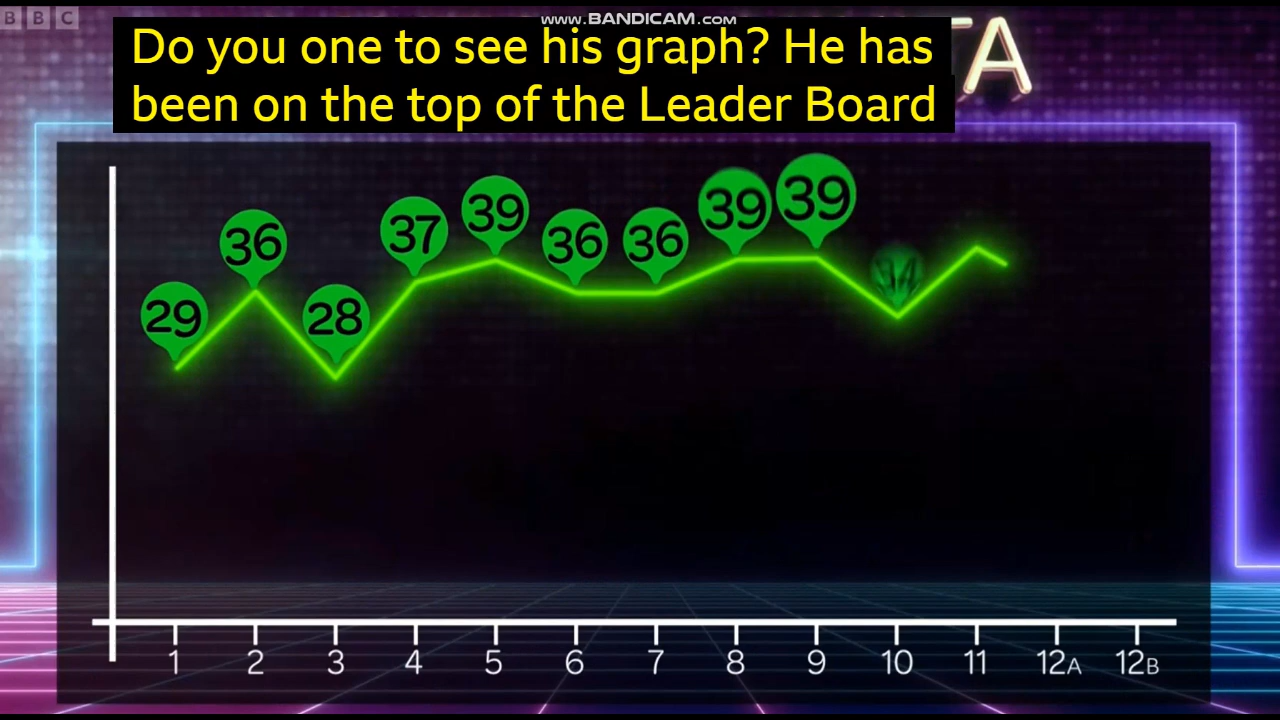 BBC
WWW.BANDICAM.COM
Do you one to see his graph? He has
been on the top of the Leader Board
TA
29 36 28 37 39 36 36 39 39 34
1 2 3 4 5 6 7 8 9 10 11 12A 12B